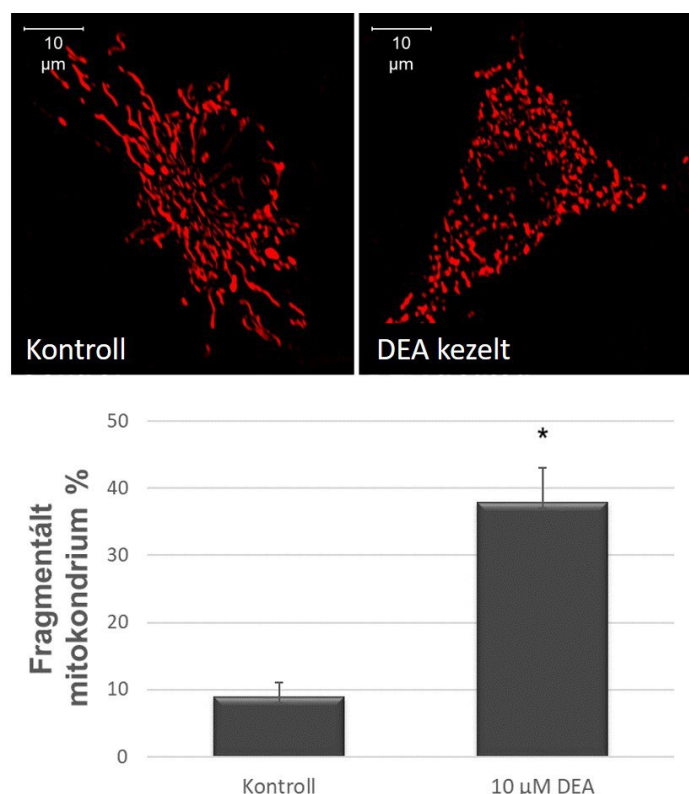 10
µm
10
µm
Kontroll
DEA kezelt
50
*
40
30
20
10
0
Fragmentált
mitokondrium %
Kontroll
10 µM DEA